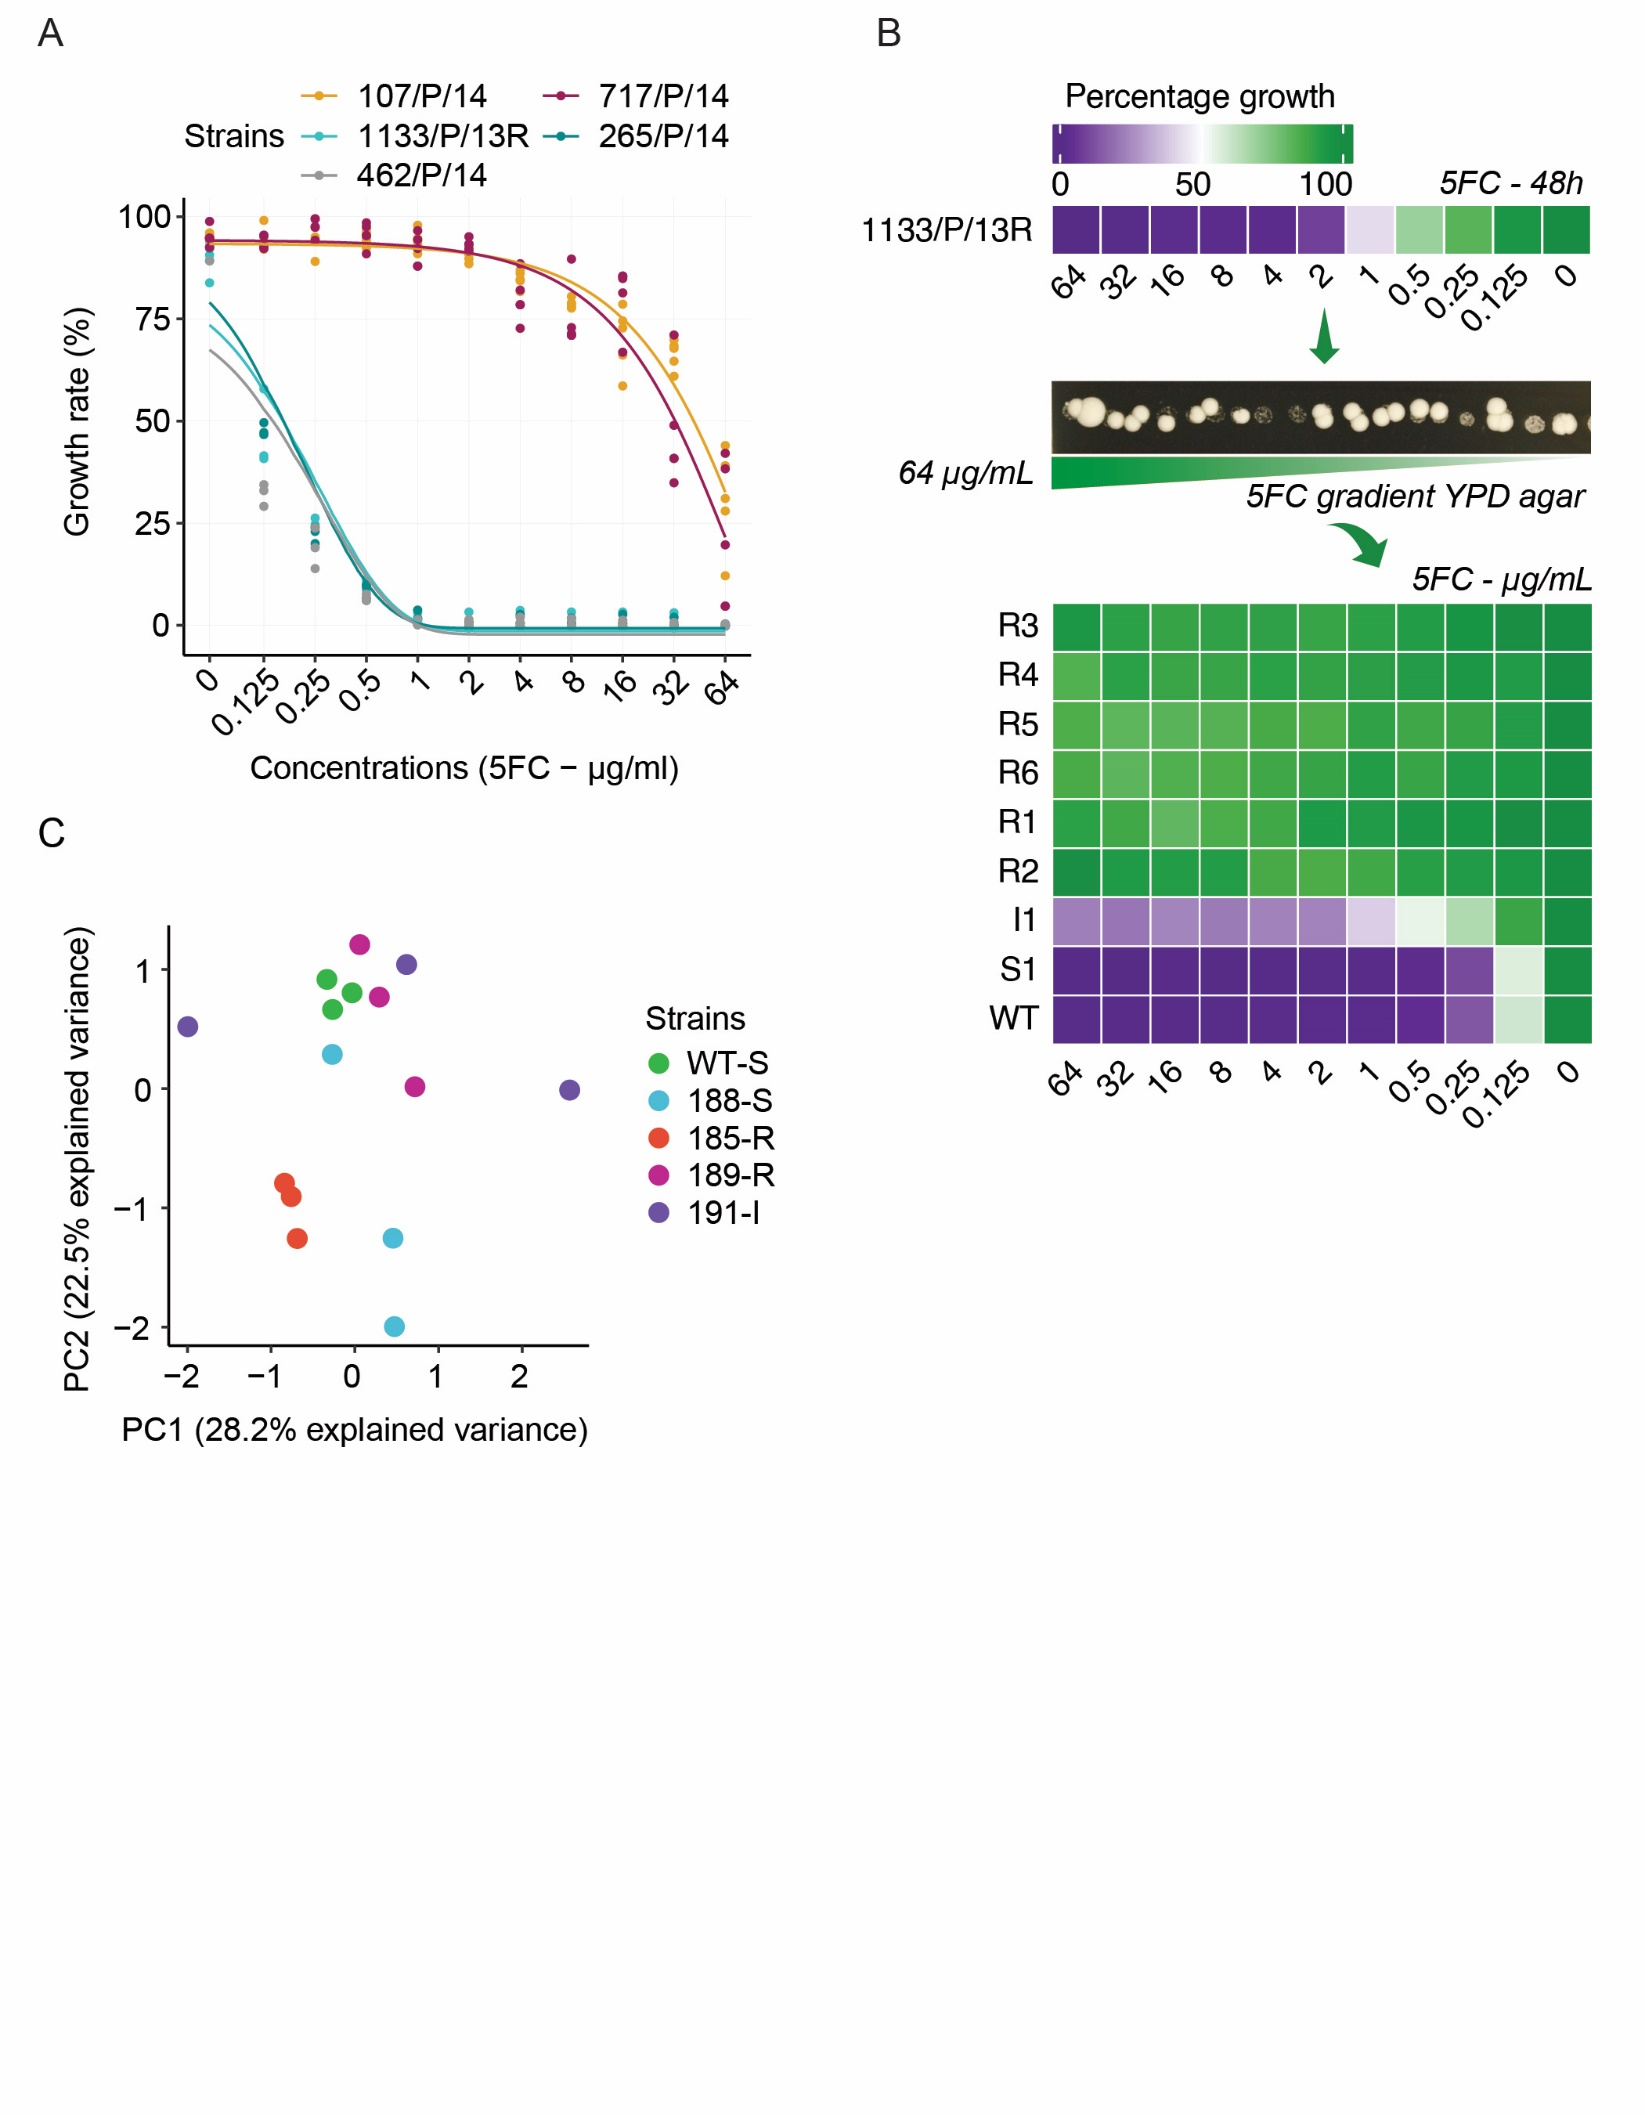 A
Strains
107/P/14
717/P/14
1133/P/13R
265/P/14
462/P/14
Growth rate (%)
100
75
50
25
0
0 0.125 0.25 0.5 1 2 4 8 16 32 64
Concentrations (5FC − µg/ml)
B
Percentage growth
0 50 100
5FC - 48h
1133/P/13R
64 32 16 8 4 2 1 0.5 0.25 0.125 0
64 µg/mL
5FC gradient YPD agar
5FC - µg/mL
R3
R4
R5
R6
R1
R2
I1
S1
WT
64 32 16 8 4 2 1 0.5 0.25 0.125 0
C
PC2 (22.5% explained variance)
1
0
−1
−2
−2 −1 0 1 2
PC1 (28.2% explained variance)
Strains
WT-S
188-S
185-R
189-R
191-I